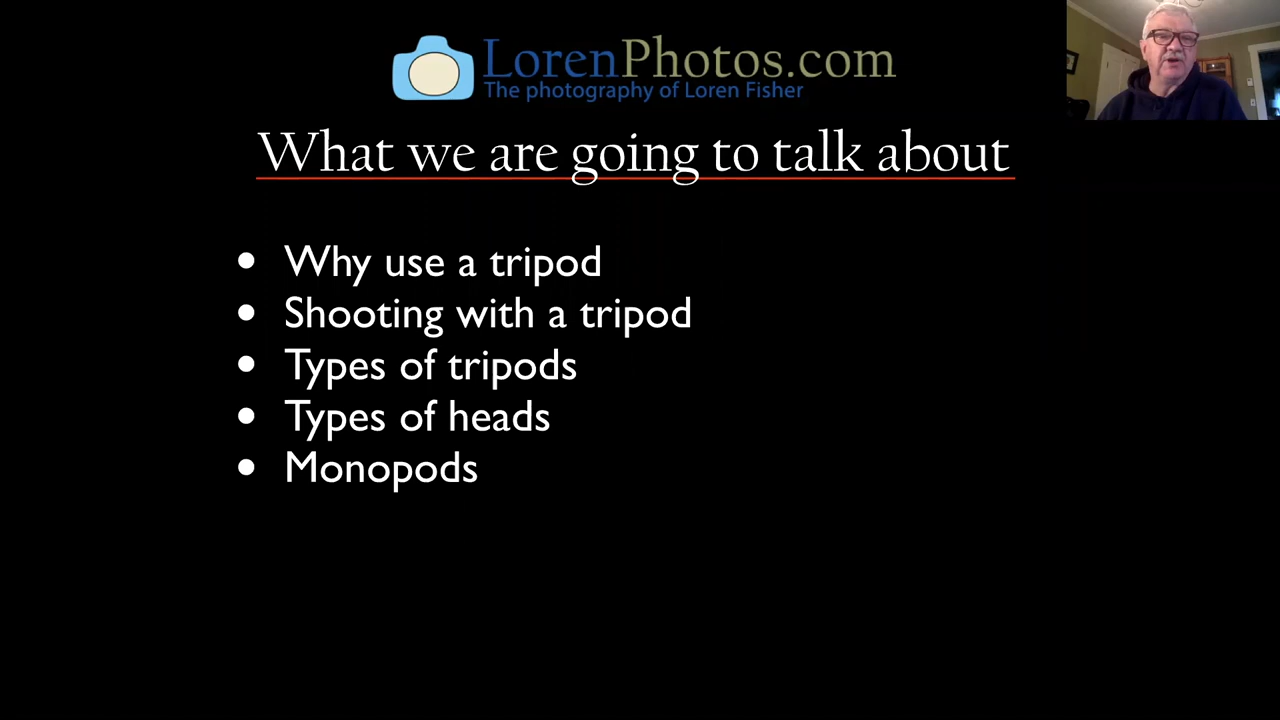 LorenPhotos.com
The photography of Loren Fisher
What we are going to talk about
• Why use a tripod
• Shooting with a tripod
• Types of tripods
• Types of heads
• Monopods